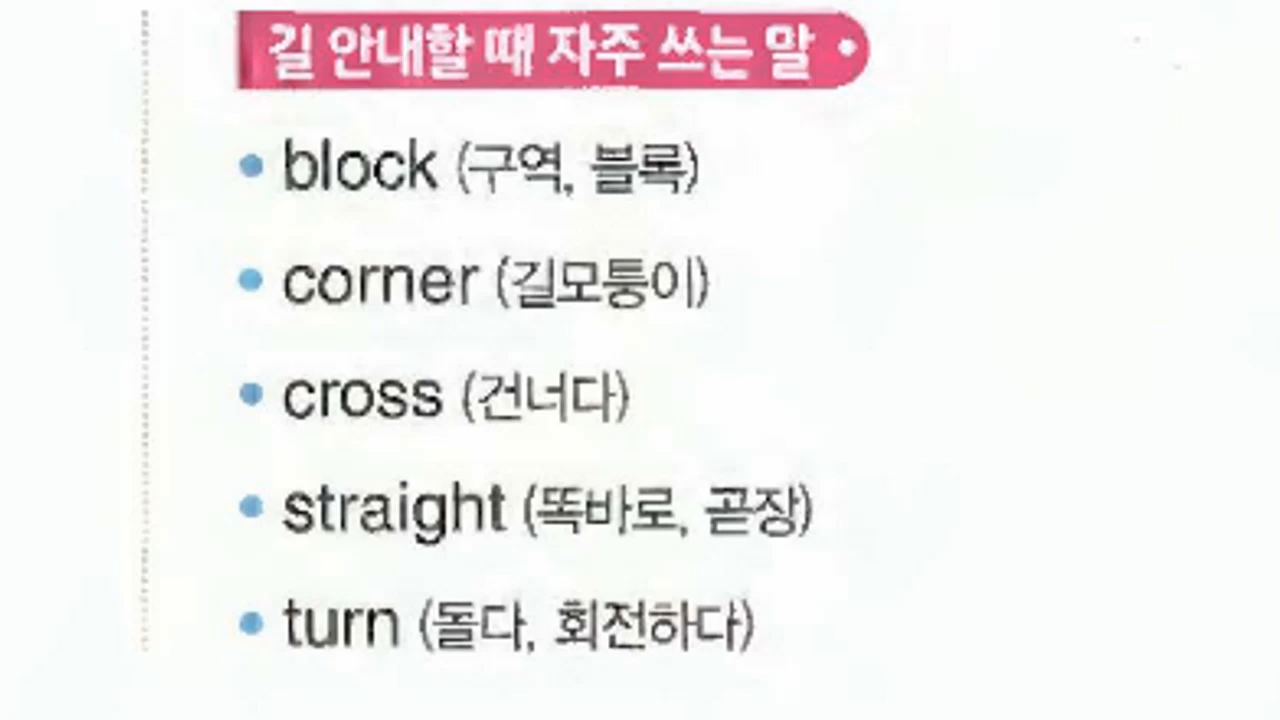 길 안내할 때 자주 쓰는 말
block (구역, 블록)
corner (길모퉁이)
cross (건너다)
straight (똑바로, 곧장)
turn (돌다, 회전하다)